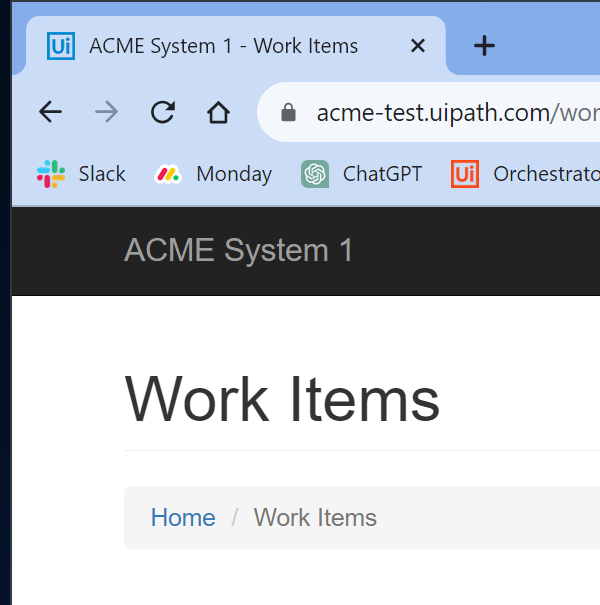 Ui ACME System 1 - Work Items
acme-test.uipath.com/wor
Slack Monday ChatGPT Ui Orchestrato
ACME System 1
Work Items
Home / Work Items